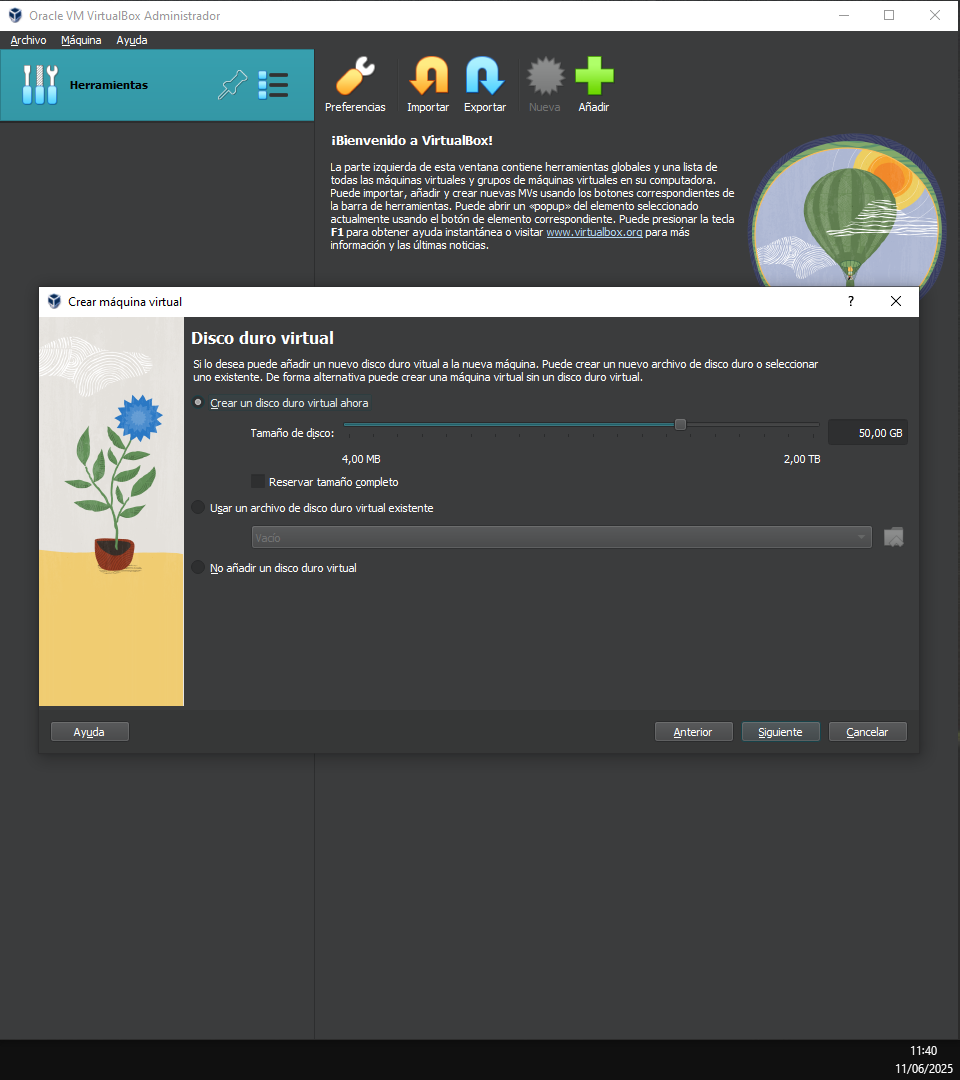 Oracle VM VirtualBox Administrador
Archivo Máquina Ayuda
Herramientas
Preferencias Importar Exportar Nueva Añadir
¡Bienvenido a VirtualBox!
La parte izquierda de esta ventana contiene herramientas globales y una lista de
todas las máquinas virtuales y grupos de máquinas virtuales en su computadora.
Puede importar, añadir y crear nuevas MVs usando los botones correspondientes de
la barra de herramientas. Puede abrir un «popup» del elemento seleccionado
actualmente usando el botón de elemento correspondiente. Puede presionar la tecla
F1 para obtener ayuda instantánea o visitar www.virtualbox.org para más
información y las últimas noticias.
Crear máquina virtual
?
Disco duro virtual
Si lo desea puede añadir un nuevo disco duro vitual a la nueva máquina. Puede crear un nuevo archivo de disco duro o seleccionar
uno existente. De forma alternativa puede crear una máquina virtual sin un disco duro virtual.
Crear un disco duro virtual ahora
Tamaño de disco: 50,00 GB
4,00 MB 2,00 TB
Reservar tamaño completo
Usar un archivo de disco duro virtual existente
Vacío
No añadir un disco duro virtual
Ayuda Anterior Siguiente Cancelar
11:40
11/06/2025